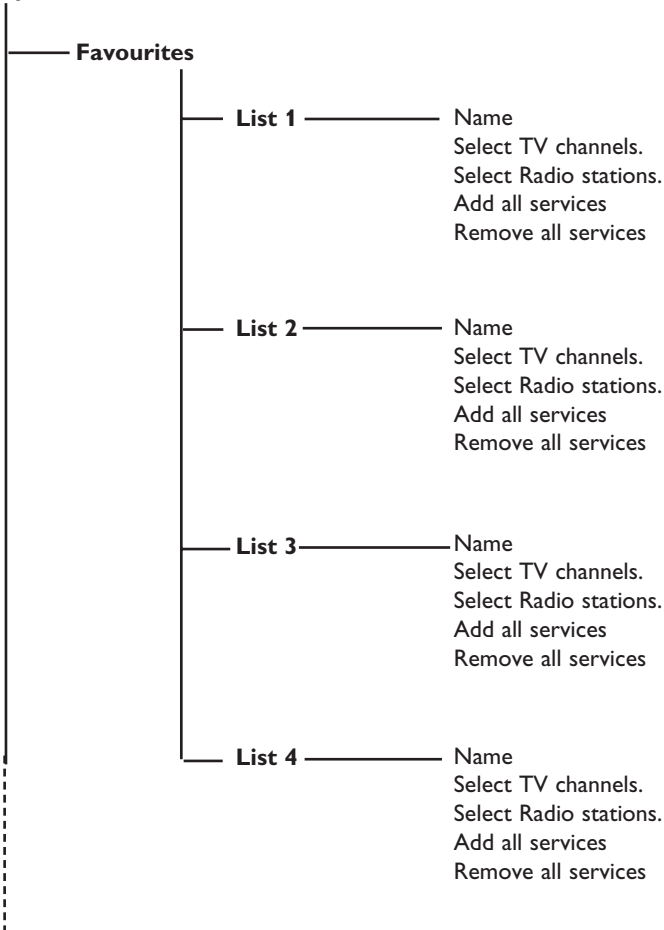 Favourites
List 1 Name
Select TV channels.
Select Radio stations.
Add all services
Remove all services
List 2 Name
Select TV channels.
Select Radio stations.
Add all services
Remove all services
List 3 Name
Select TV channels.
Select Radio stations.
Add all services
Remove all services
List 4 Name
Select TV channels.
Select Radio stations.
Add all services
Remove all services